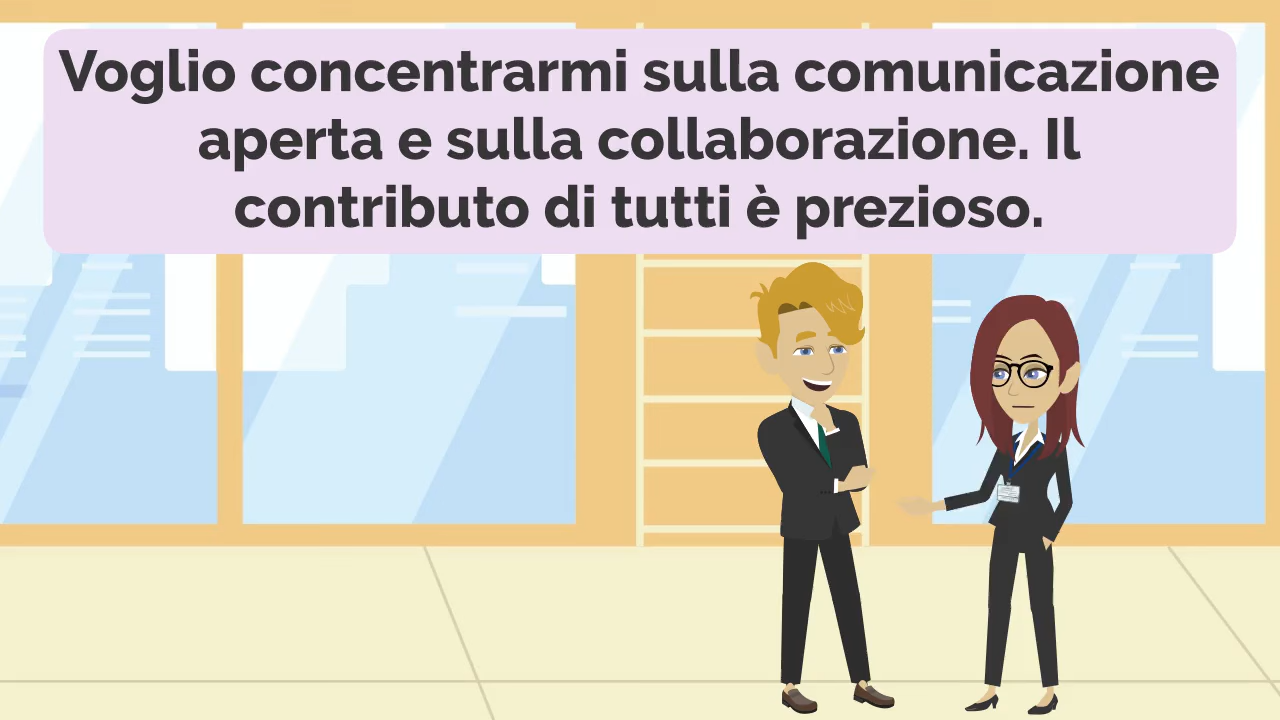 Voglio concentrarmi sulla comunicazione
aperta e sulla collaborazione. Il
contributo di tutti è prezioso.